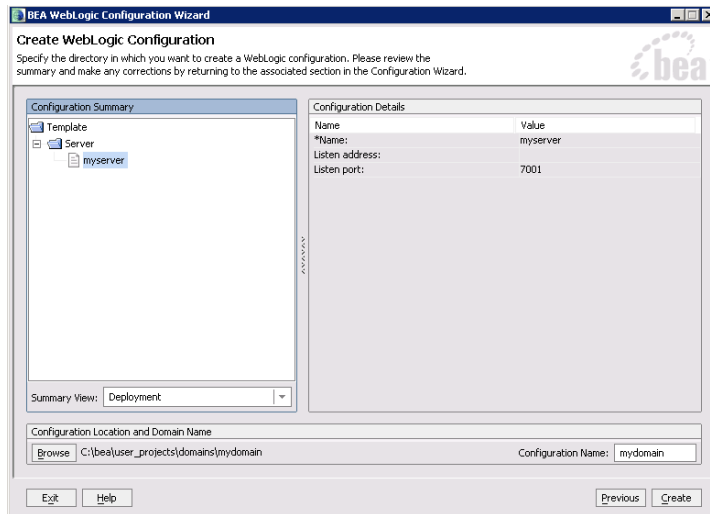 BEA WebLogic Configuration Wizard
Create WebLogic Configuration
Specify the directory in which you want to create a WebLogic configuration. Please review the
summary and make any corrections by returning to the associated section in the Configuration Wizard.
bea
Configuration Summary
Template
Server
myserver
Summary View: Deployment
Configuration Details
Name Value
*Name: myserver
Listen address:
Listen port: 7001
Configuration Location and Domain Name
Browse C:\bea\user_projects\domains\mydomain Configuration Name: mydomain
Exit Help Previous Create